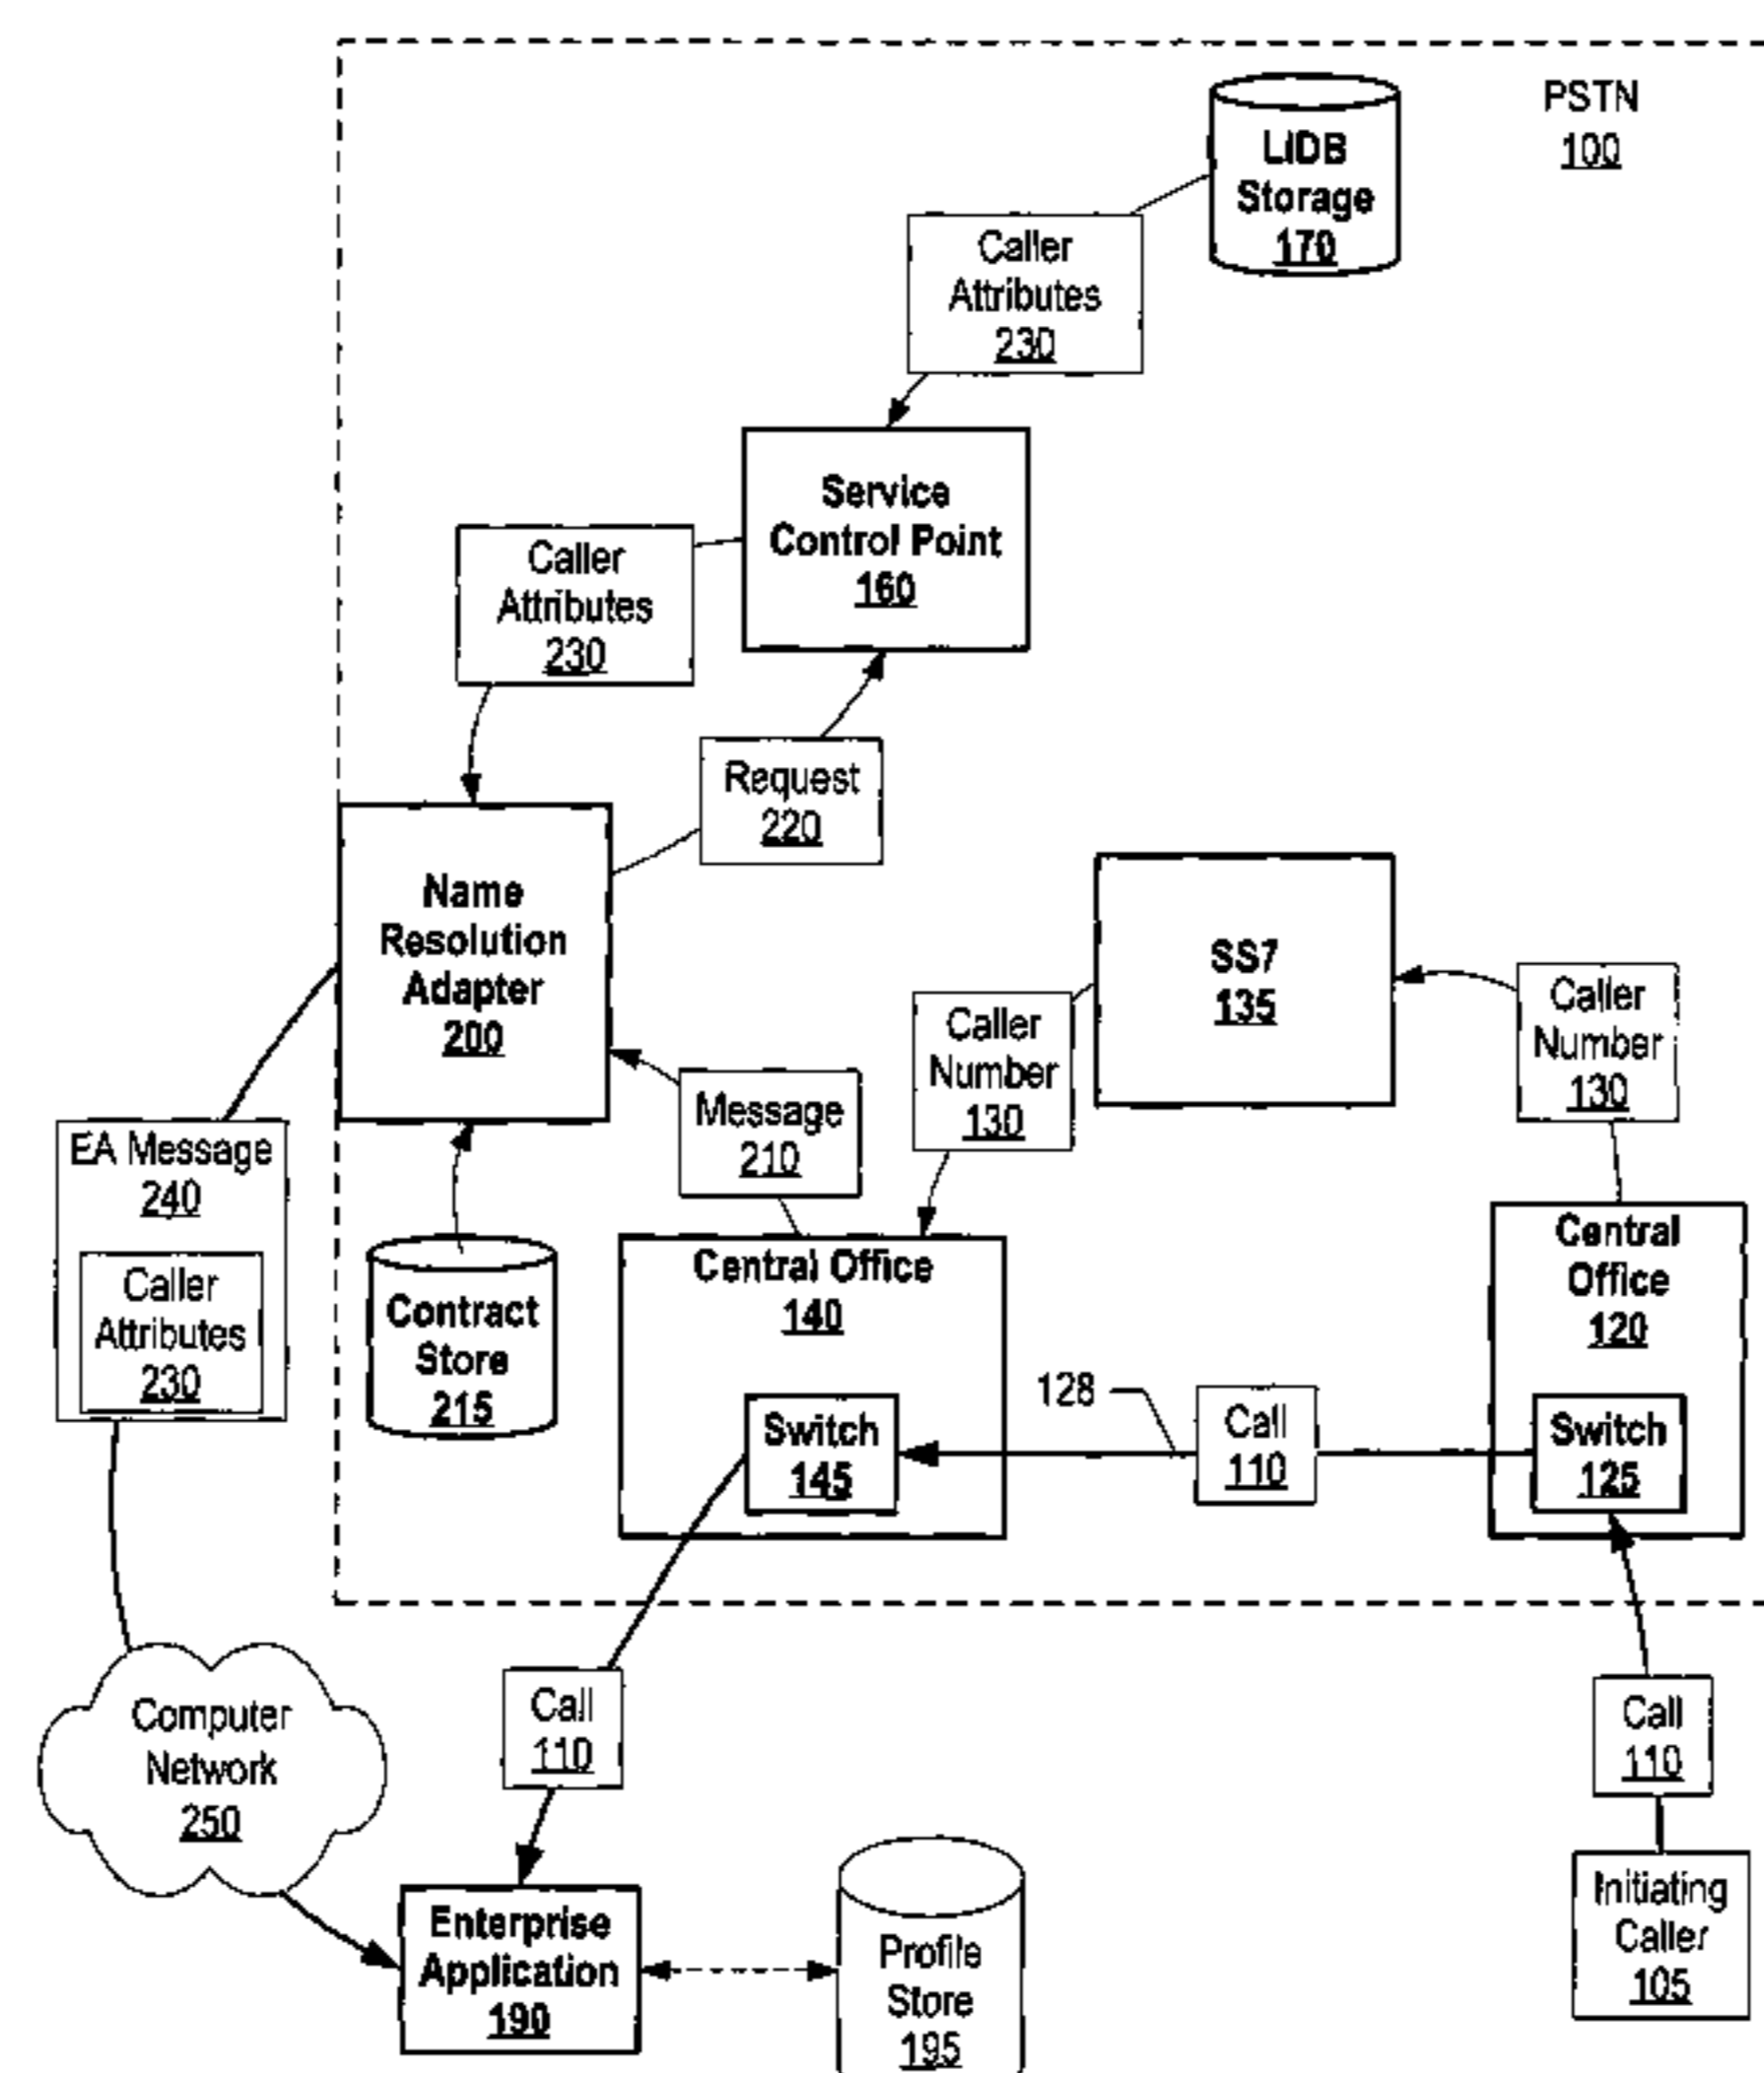 PSTN
100
LIDB
Storage
170
Caller
Attributes
230
Service
Control Point
160
Caller
Attributes
230
Request
220
Name
Resolution
Adapter
200
SS7
135
Caller
Number
130
Caller
Number
130
Message
210
EA Message
240
Caller
Attributes
230
Contract
Store
215
Central Office
140
Switch
145
128
Call
110
Central
Office
120
Switch
125
Computer
Network
250
Call
110
Call
110
Enterprise
Application
190
Profile
Store
195
Initiating
Caller
105